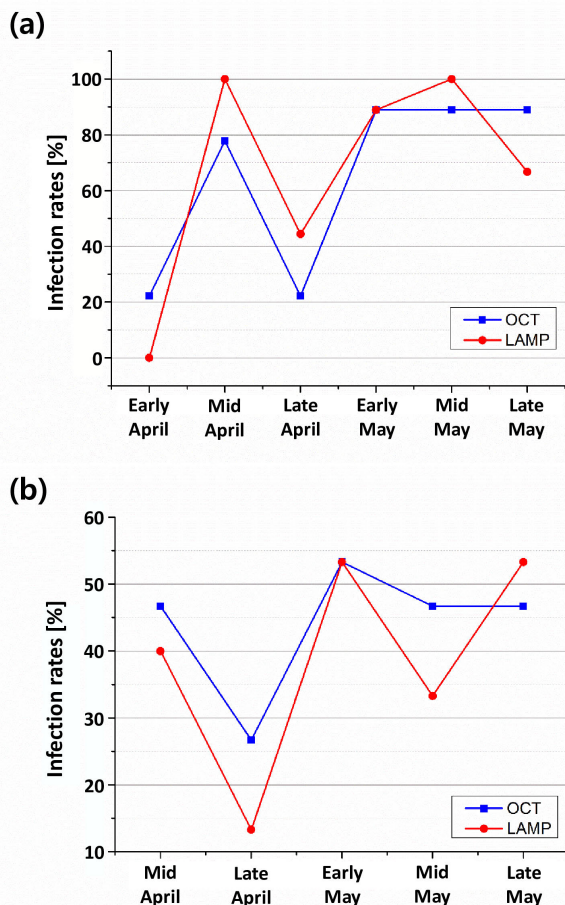 (a)
Infection rates [%]
100
80
60
40
20
0
OCT
LAMP
Early April
Mid April
Late April
Early May
Mid May
Late May
(b)
Infection rates [%]
60
50
40
30
20
10
OCT
LAMP
Mid April
Late April
Early May
Mid May
Late May